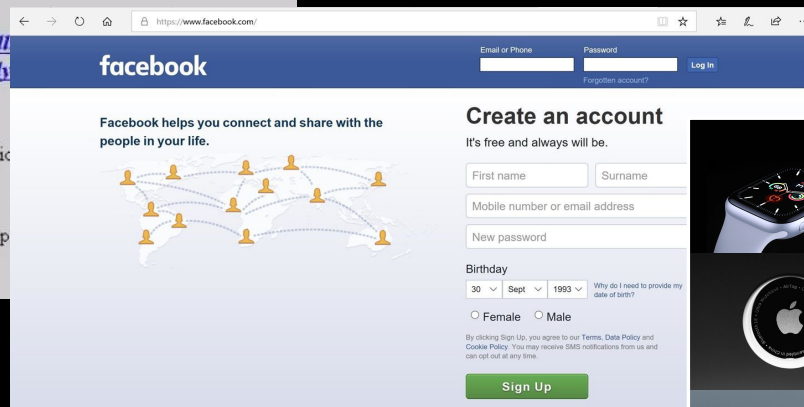 https://www.facebook.com/
facebook
Email or Phone
Password
Log In
Forgotten account?
Facebook helps you connect and share with the
people in your life.
Create an account
It's free and always will be.
First name
Surname
Mobile number or email address
New password
Birthday
30 Sept 1993
Why do I need to provide my
date of birth?
Female Male
By clicking Sign Up, you agree to our Terms, Data Policy and
Cookie Policy. You may receive SMS notifications from us and
can opt out at any time.
Sign Up